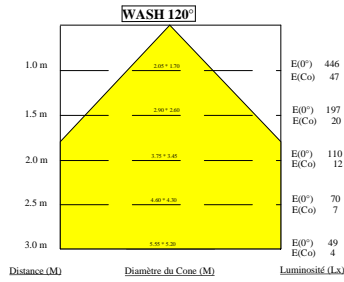 WASH 120°
1.0 m 2.05 * 1.70 E(0°) 446
E(Co) 47
1.5 m 2.90 * 2.60 E(0°) 197
E(Co) 20
2.0 m 3.75 * 3.45 E(0°) 110
E(Co) 12
2.5 m 4.60 * 4.30 E(0°) 70
E(Co) 7
3.0 m 5.55 * 5.20 E(0°) 49
E(Co) 4
Distance (M) Diamètre du Cone (M) Luminosité (Lx)